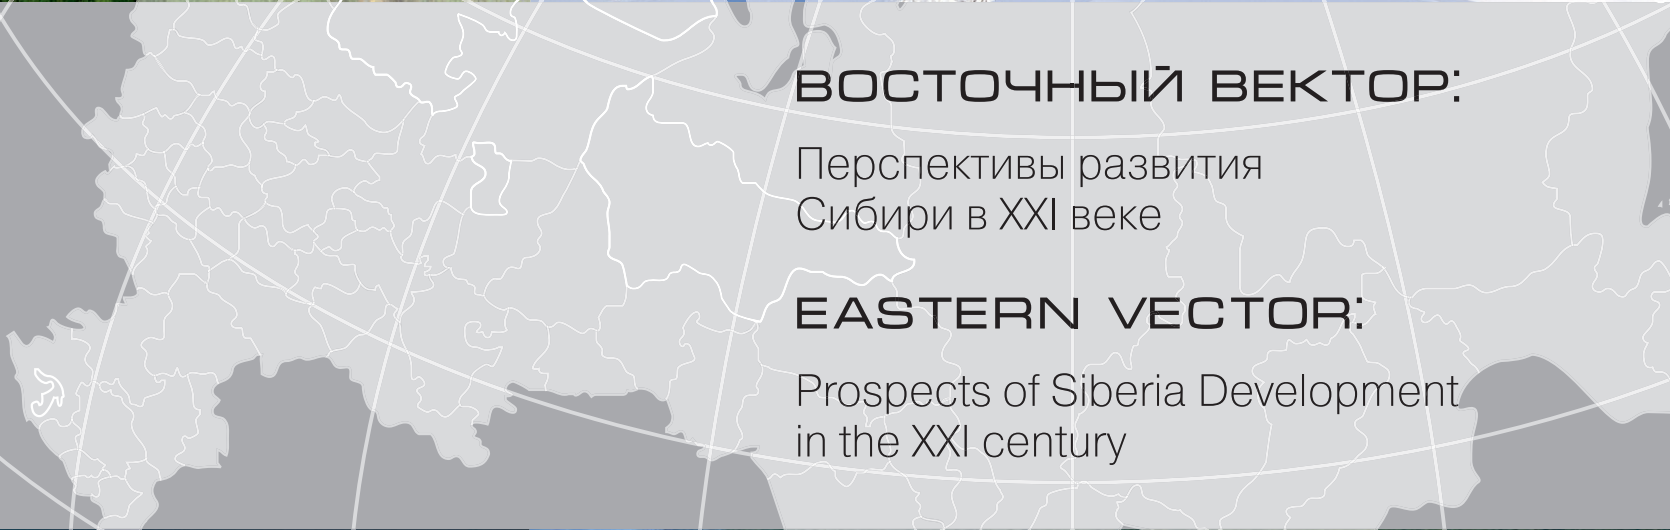 ВОСТОЧНЫЙ ВЕКТОР:
Перспективы развития
Сибири в XXI веке
EASTERN VECTOR:
Prospects of Siberia Development
in the XXI century